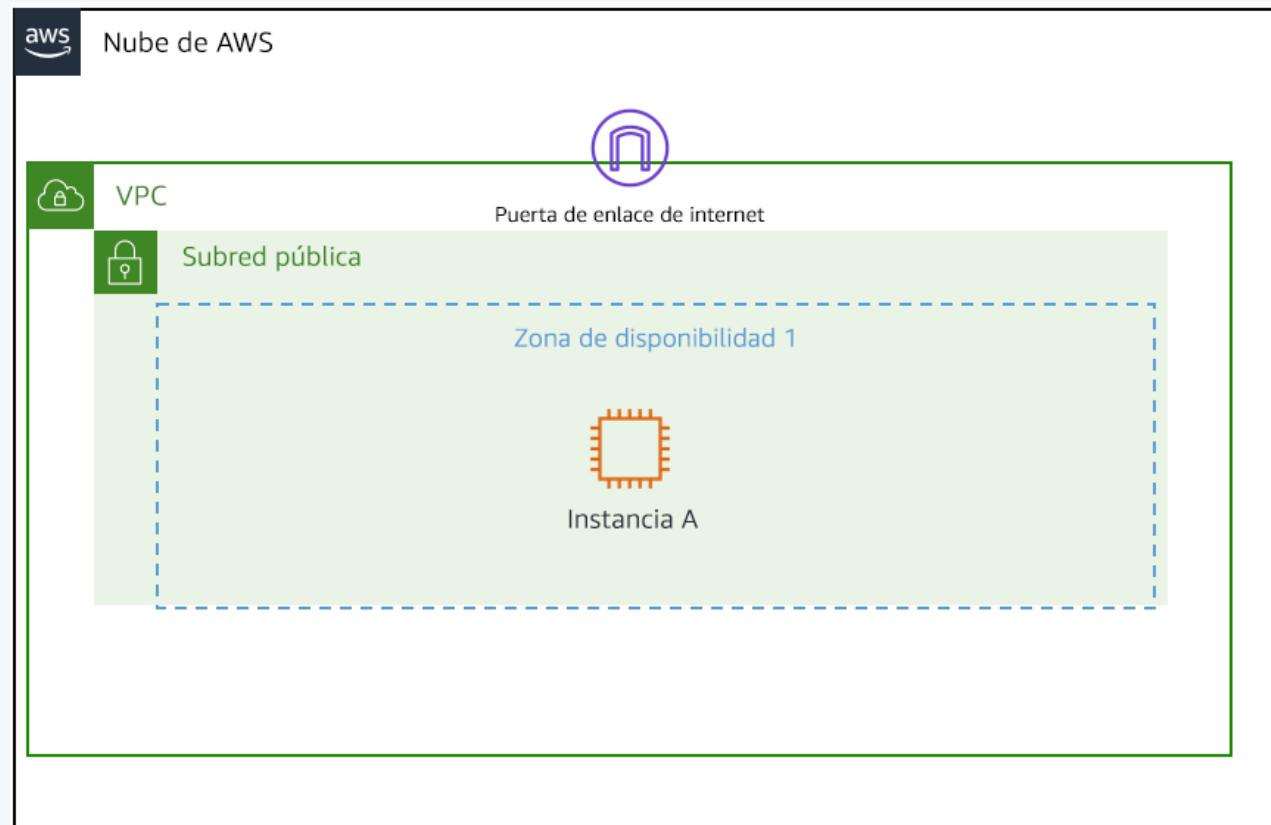 aws
Nube de AWS
VPC
Puerta de enlace de internet
Subred pública
Zona de disponibilidad 1
Instancia A